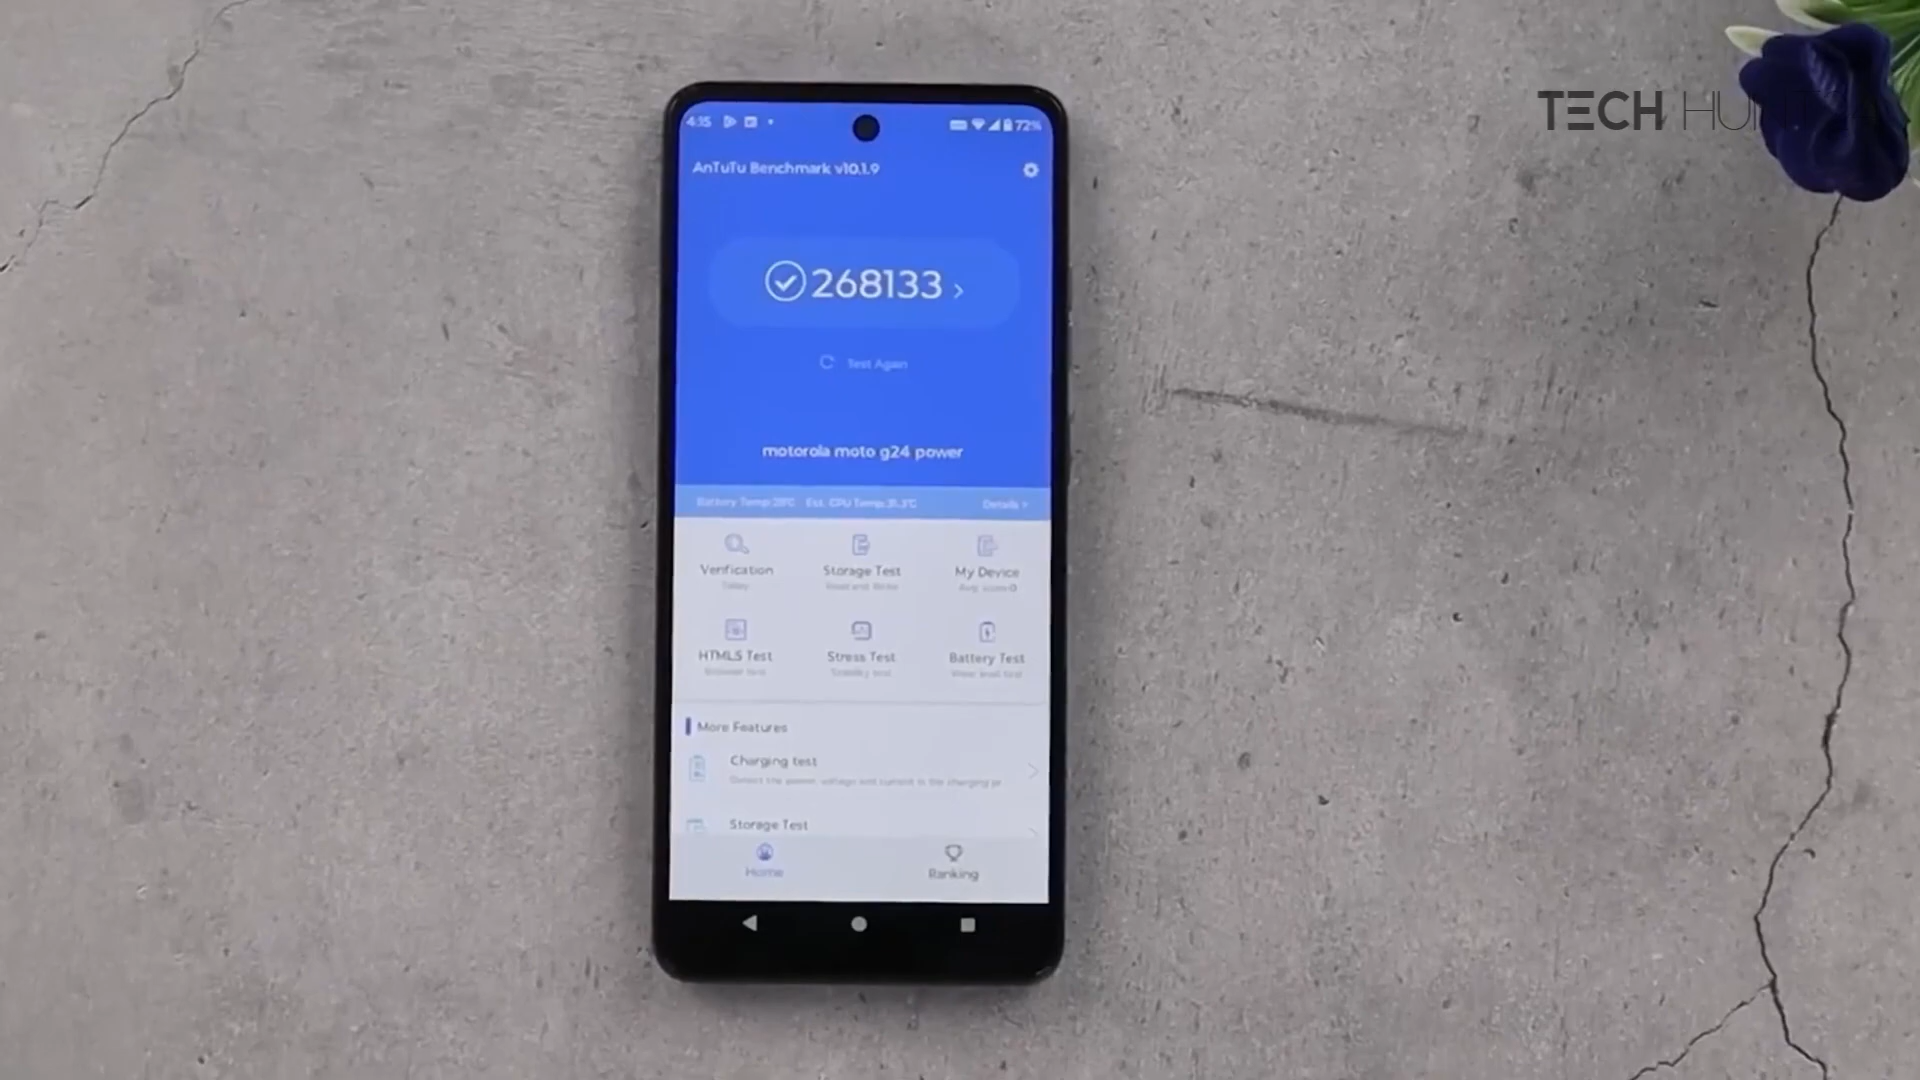 TECH HUN
4:35 72%
AnTuTu Benchmark v10.1.9
268133
Test Again
motorola moto g24 power
Battery Temp:28°C Est. CPU Temp:31.3°C Details >
Verification Storage Test My Device
HTML5 Test Stress Test Battery Test
More Features
Charging test
Storage Test
Home Ranking